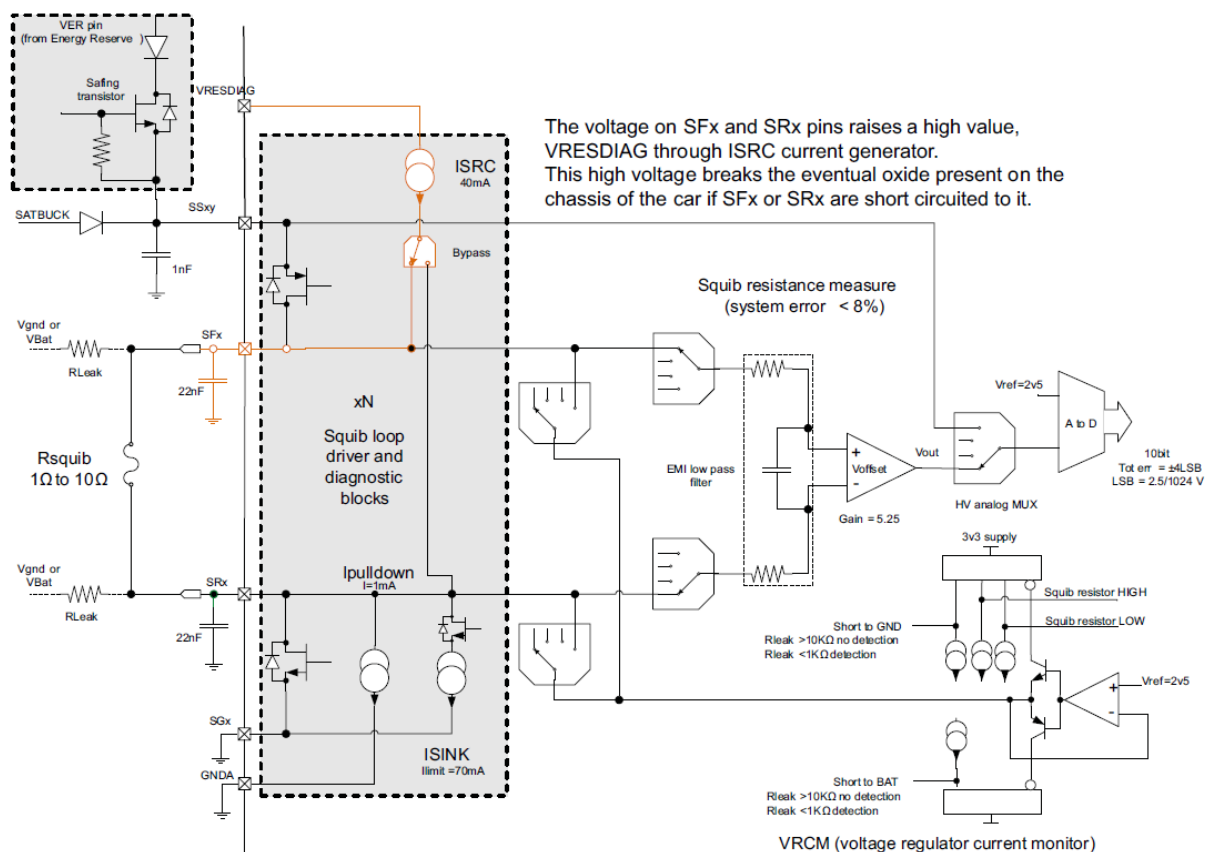 VER pin
(from Energy Reserve )
Safing
transistor
VRESDIAG
The voltage on SFx and SRx pins raises a high value,
VRESDIAG through ISRC current generator.
This high voltage breaks the eventual oxide present on the
chassis of the car if SFx or SRx are short circuited to it.
ISRC
40mA
SSxy
SATBUCK
1nF
Bypass
Squib resistance measure
(system error < 8%)
Vgnd or
VBat
SFx
RLeak
22nF
xN
Squib loop
driver and
diagnostic
blocks
Rsquib
1Ω to 10Ω
EMI low pass
filter
+
Voffset
-
Gain = 5.25
Vout
HV analog MUX
Vref=2v5
A to D
10bit
Tot err = ±4LSB
LSB = 2.5/1024 V
3v3 supply
Squib resistor HIGH
Squib resistor LOW
Short to GND
Rleak >10KΩ no detection
Rleak <1KΩ detection
Vgnd or
VBat
SRx
RLeak
22nF
Ipulldown
I=1mA
+
-
Vref=2v5
SGx
GNDA
ISINK
Ilimit =70mA
Short to BAT
Rleak >10KΩ no detection
Rleak <1KΩ detection
VRCM (voltage regulator current monitor)